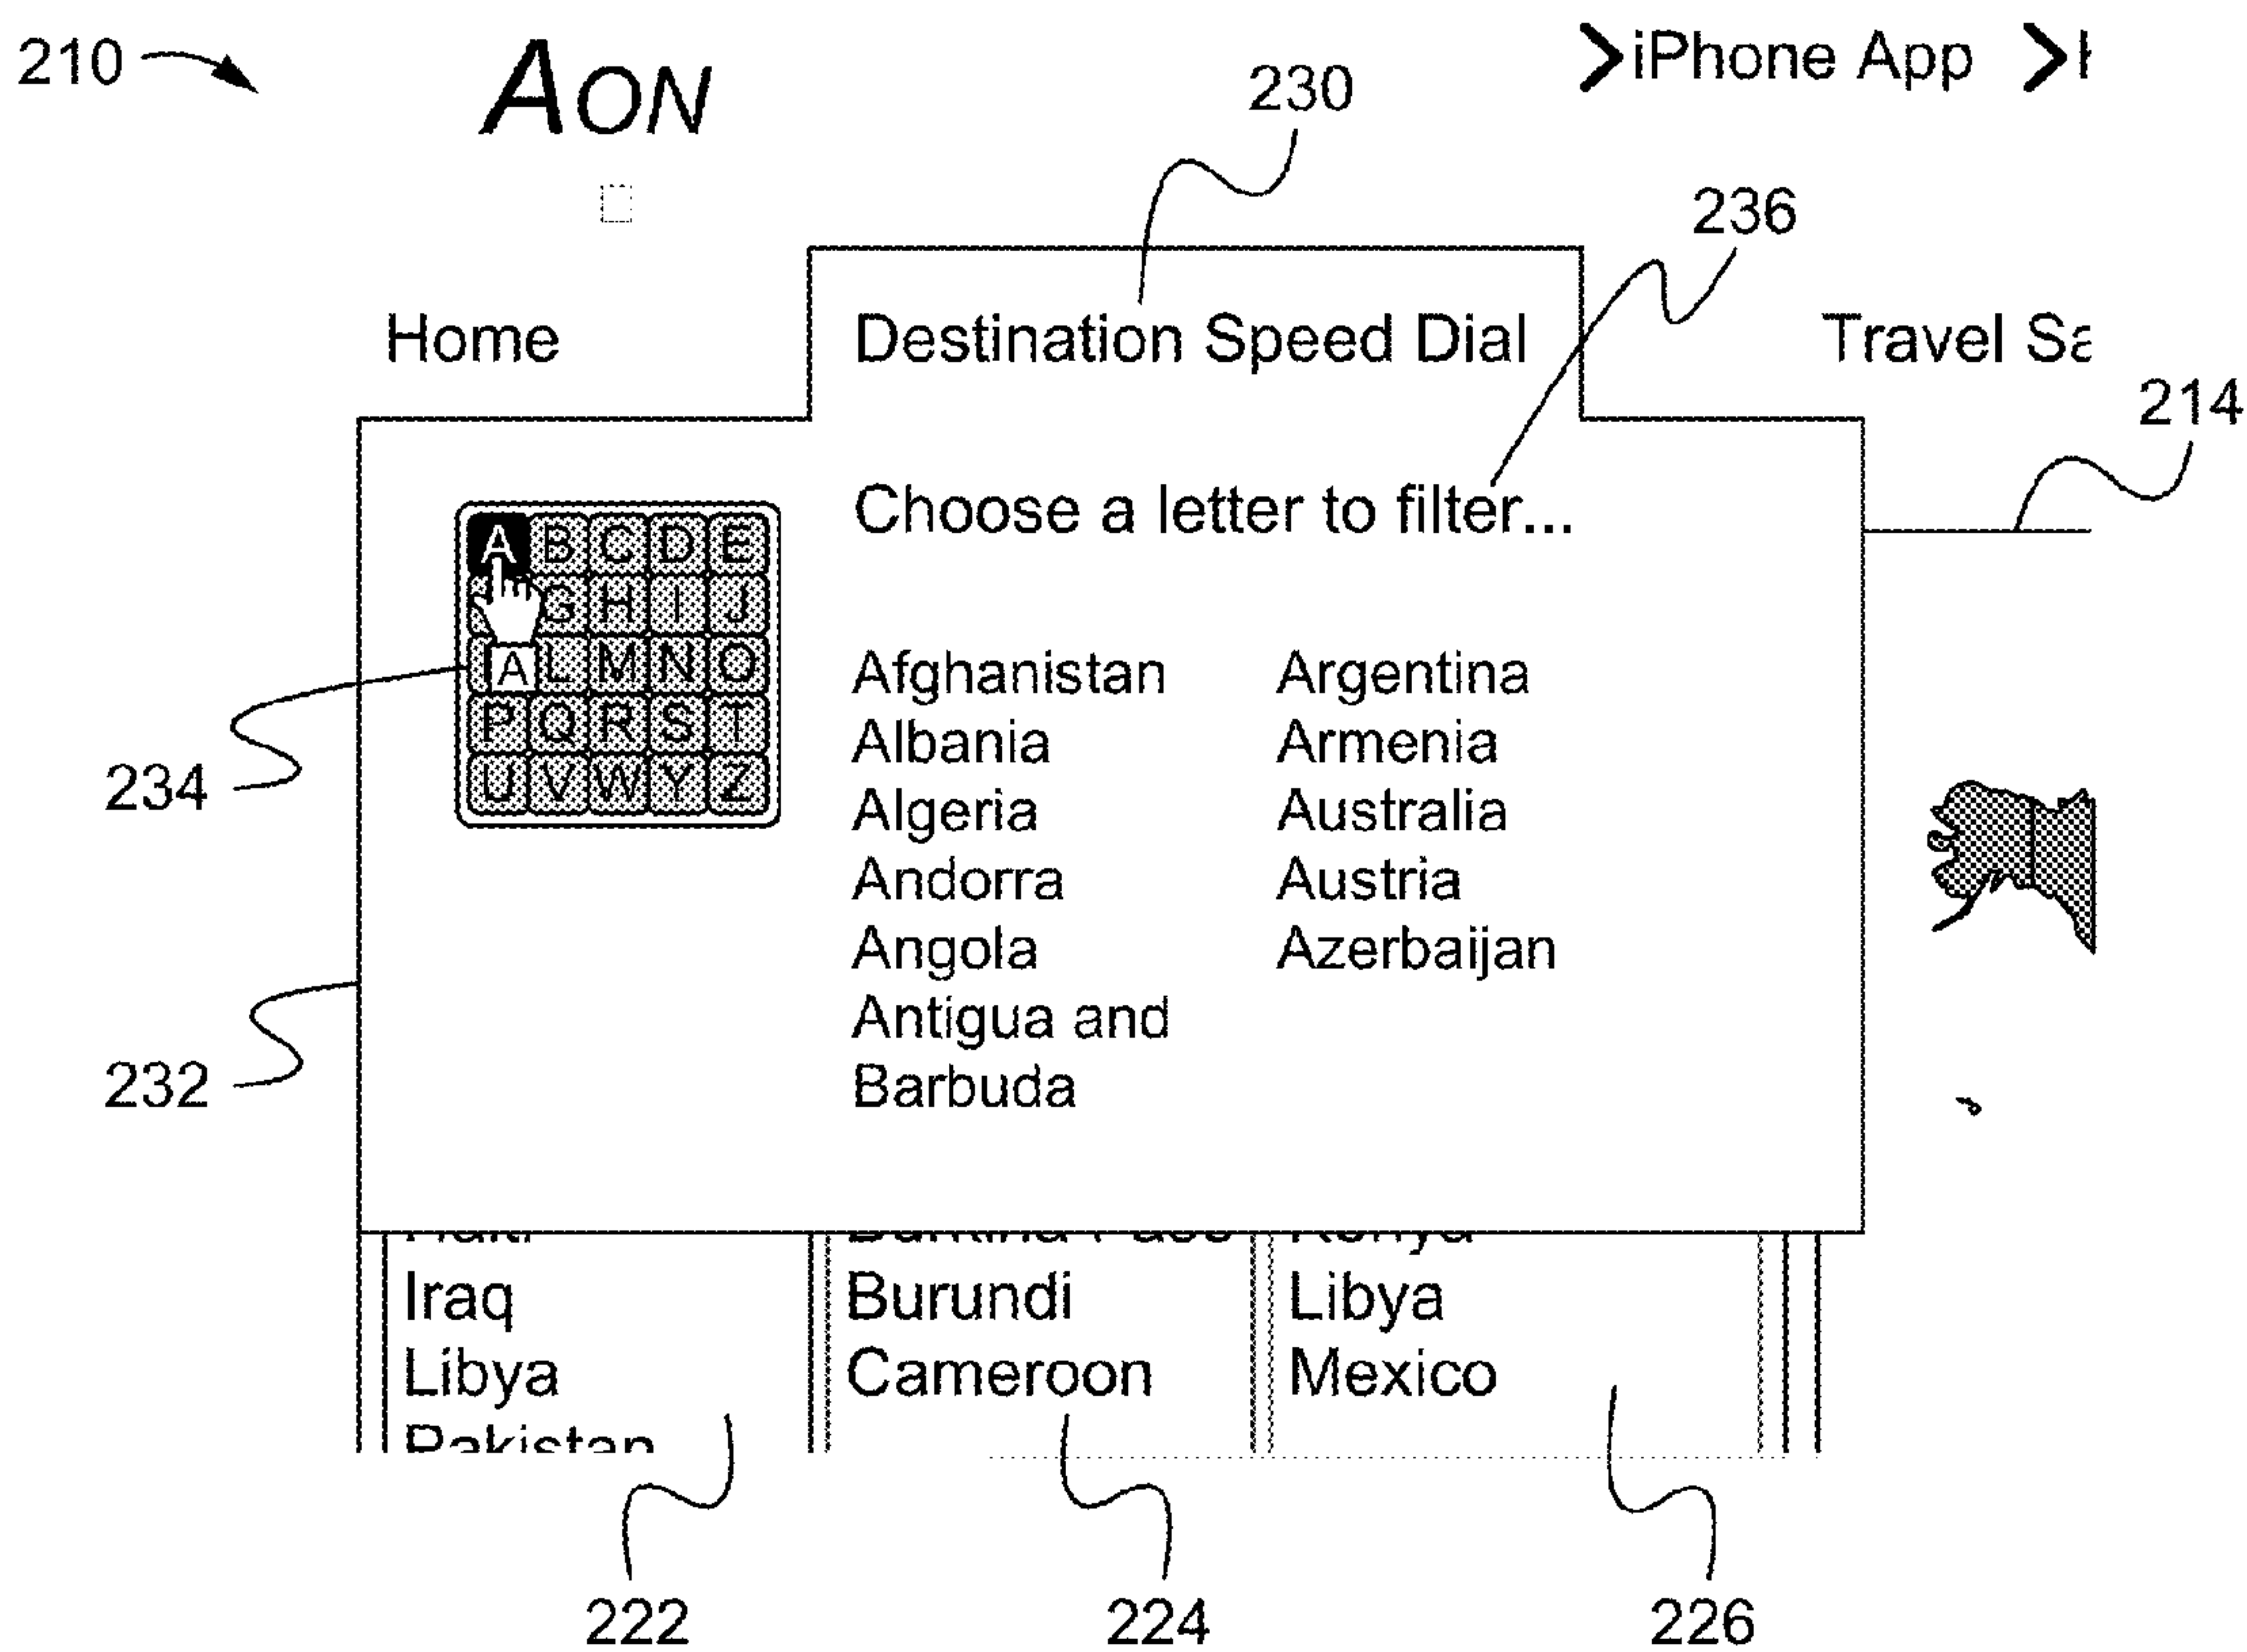 210
AON
>iPhone App >
230
236
Home
Destination Speed Dial
Travel
214
Choose a letter to filter...
A B C D E
G H I J
A L M N O
P Q R S T
U V W Y Z
Afghanistan Argentina
Albania Armenia
Algeria Australia
Andorra Austria
Angola Azerbaijan
Antigua and
Barbuda
234
232
Iraq Burundi Libya
Libya Cameroon Mexico
Pakistan
222 224 226